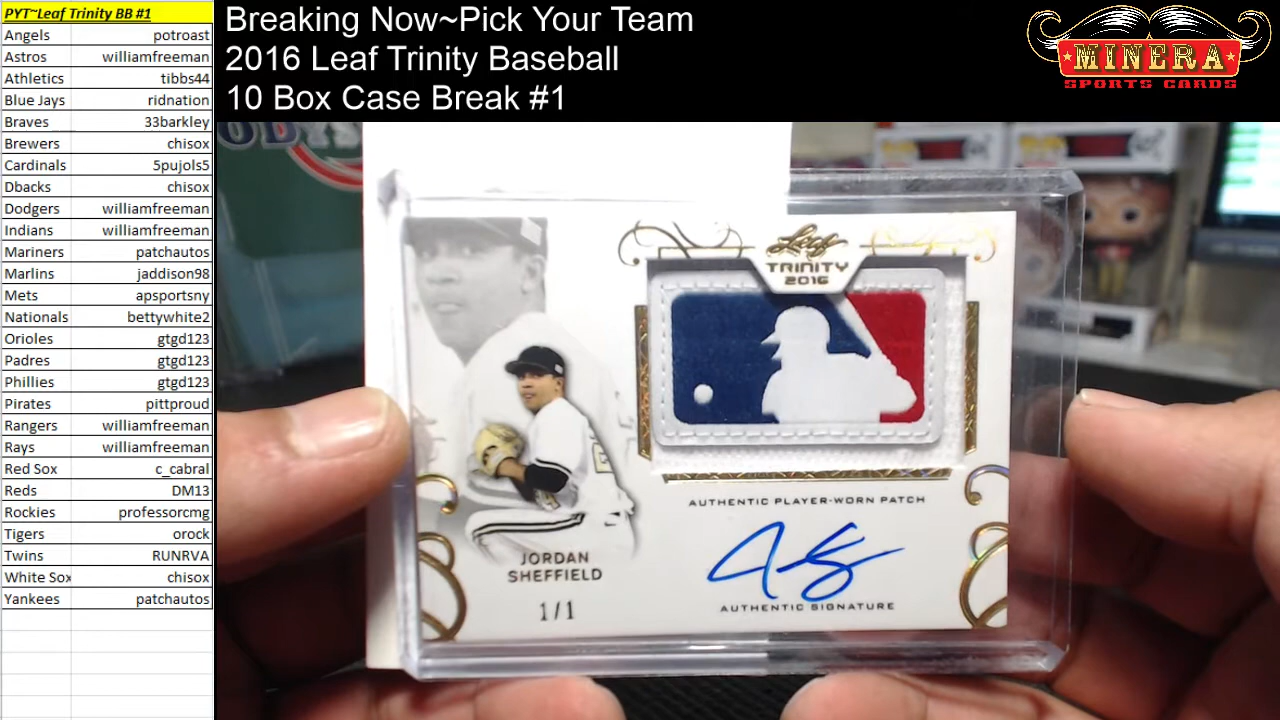 PYT~Leaf Trinity BB #1
Angels potroast
Astros williamfreeman
Athletics tibbs44
Blue Jays ridnation
Braves 33barkley
Brewers chisox
Cardinals 5pujols5
Dbacks chisox
Dodgers williamfreeman
Indians williamfreeman
Mariners patchautos
Marlins jaddison98
Mets apsportsny
Nationals bettywhite2
Orioles gtgd123
Padres gtgd123
Phillies gtgd123
Pirates pittproud
Rangers williamfreeman
Rays williamfreeman
Red Sox c_cabral
Reds DM13
Rockies professorcmg
Tigers orock
Twins RUNRVA
White Sox chisox
Yankees patchautos
Breaking Now~Pick Your Team
2016 Leaf Trinity Baseball
10 Box Case Break #1
MINERA
SPORTS CARDS
Leaf
TRINITY
2016
AUTHENTIC PLAYER-WORN PATCH
JORDAN
SHEFFIELD
1/1
AUTHENTIC SIGNATURE